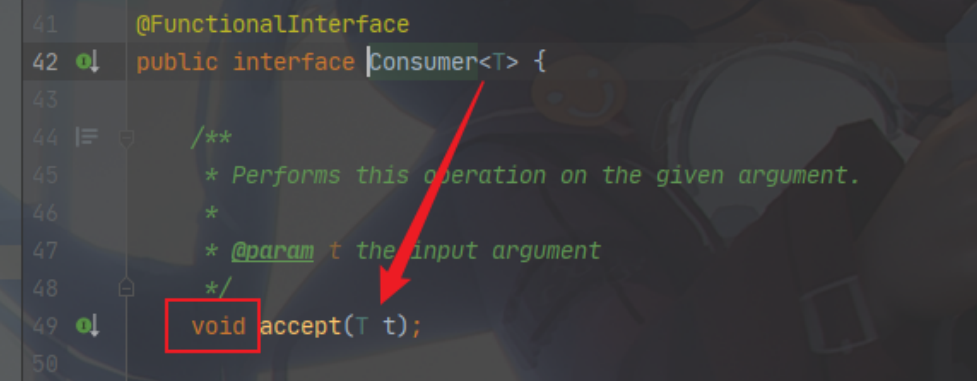 41 @FunctionalInterface
42 public interface Consumer<T> {
43
44 /**
45 * Performs this operation on the given argument.
46 *
47 * @param t the input argument
48 */
49 void accept(T t);
50